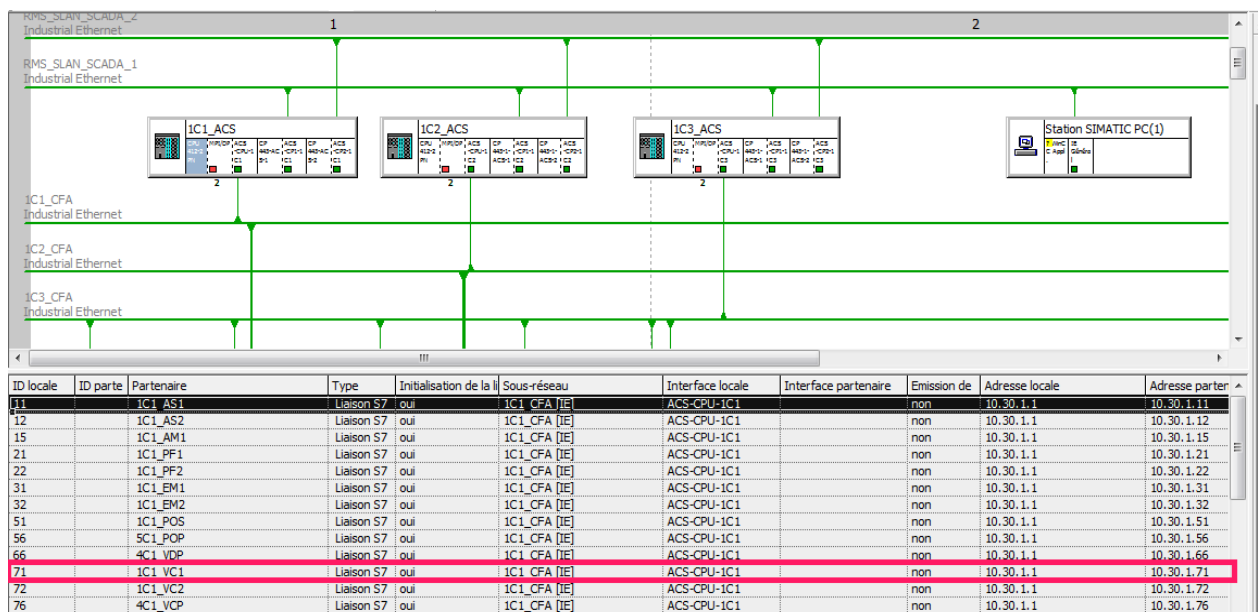 RMS_SLAN_SCADA_2
Industrial Ethernet
1
2
RMS_SLAN_SCADA_1
Industrial Ethernet
1C1_ACS
1C2_ACS
1C3_ACS
Station SIMATIC PC(1)
2
2
2
1C1_CFA
Industrial Ethernet
1C2_CFA
Industrial Ethernet
1C3_CFA
Industrial Ethernet
ID locale ID parte Partenaire Type Initialisation de la li Sous-réseau Interface locale Interface partenaire Emission de Adresse locale Adresse parter
11 1C1_AS1 Liaison S7 oui 1C1_CFA [IE] ACS-CPU-1C1 non 10.30.1.1 10.30.1.11
12 1C1_AS2 Liaison S7 oui 1C1_CFA [IE] ACS-CPU-1C1 non 10.30.1.1 10.30.1.12
15 1C1_AM1 Liaison S7 oui 1C1_CFA [IE] ACS-CPU-1C1 non 10.30.1.1 10.30.1.15
21 1C1_PF1 Liaison S7 oui 1C1_CFA [IE] ACS-CPU-1C1 non 10.30.1.1 10.30.1.21
22 1C1_PF2 Liaison S7 oui 1C1_CFA [IE] ACS-CPU-1C1 non 10.30.1.1 10.30.1.22
31 1C1_EM1 Liaison S7 oui 1C1_CFA [IE] ACS-CPU-1C1 non 10.30.1.1 10.30.1.31
32 1C1_EM2 Liaison S7 oui 1C1_CFA [IE] ACS-CPU-1C1 non 10.30.1.1 10.30.1.32
51 1C1_POS Liaison S7 oui 1C1_CFA [IE] ACS-CPU-1C1 non 10.30.1.1 10.30.1.51
56 5C1_POP Liaison S7 oui 1C1_CFA [IE] ACS-CPU-1C1 non 10.30.1.1 10.30.1.56
66 4C1_VDP Liaison S7 oui 1C1_CFA [IE] ACS-CPU-1C1 non 10.30.1.1 10.30.1.66
71 1C1_VC1 Liaison S7 oui 1C1_CFA [IE] ACS-CPU-1C1 non 10.30.1.1 10.30.1.71
72 1C1_VC2 Liaison S7 oui 1C1_CFA [IE] ACS-CPU-1C1 non 10.30.1.1 10.30.1.72
76 4C1_VCP Liaison S7 oui 1C1_CFA [IE] ACS-CPU-1C1 non 10.30.1.1 10.30.1.76